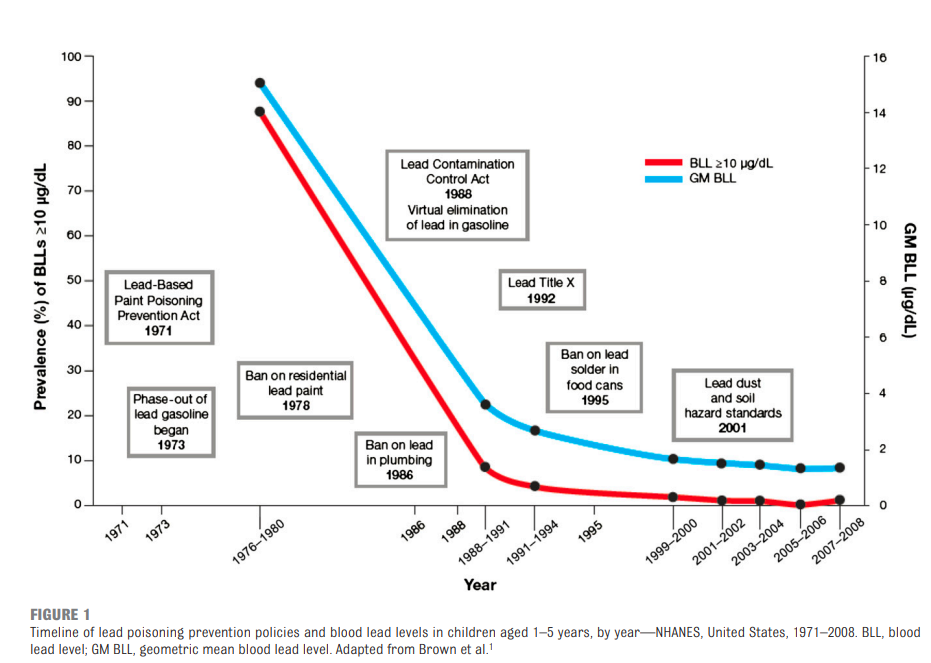 100
90
80
70
60
50
40
30
20
10
0
Prevalence (%) of BLLs ≥10 µg/dL
16
14
12
10
8
6
4
2
0
GM BLL (µg/dL)
BLL ≥10 µg/dL
GM BLL
Lead-Based
Paint Poisoning
Prevention Act
1971
Phase-out of
lead gasoline
began
1973
Ban on residential
lead paint
1978
Ban on lead
in plumbing
1986
Lead Contamination
Control Act
1988
Virtual elimination
of lead in gasoline
Lead Title X
1992
Ban on lead
solder in
food cans
1995
Lead dust
and soil
hazard standards
2001
1971
1973
1976–1980
1986
1988
1988–1991
1991–1994
1995
1999–2000
2001–2002
2003–2004
2005–2006
2007–2008
Year
FIGURE 1
Timeline of lead poisoning prevention policies and blood lead levels in children aged 1–5 years, by year—NHANES, United States, 1971–2008. BLL, blood
lead level; GM BLL, geometric mean blood lead level. Adapted from Brown et al.¹